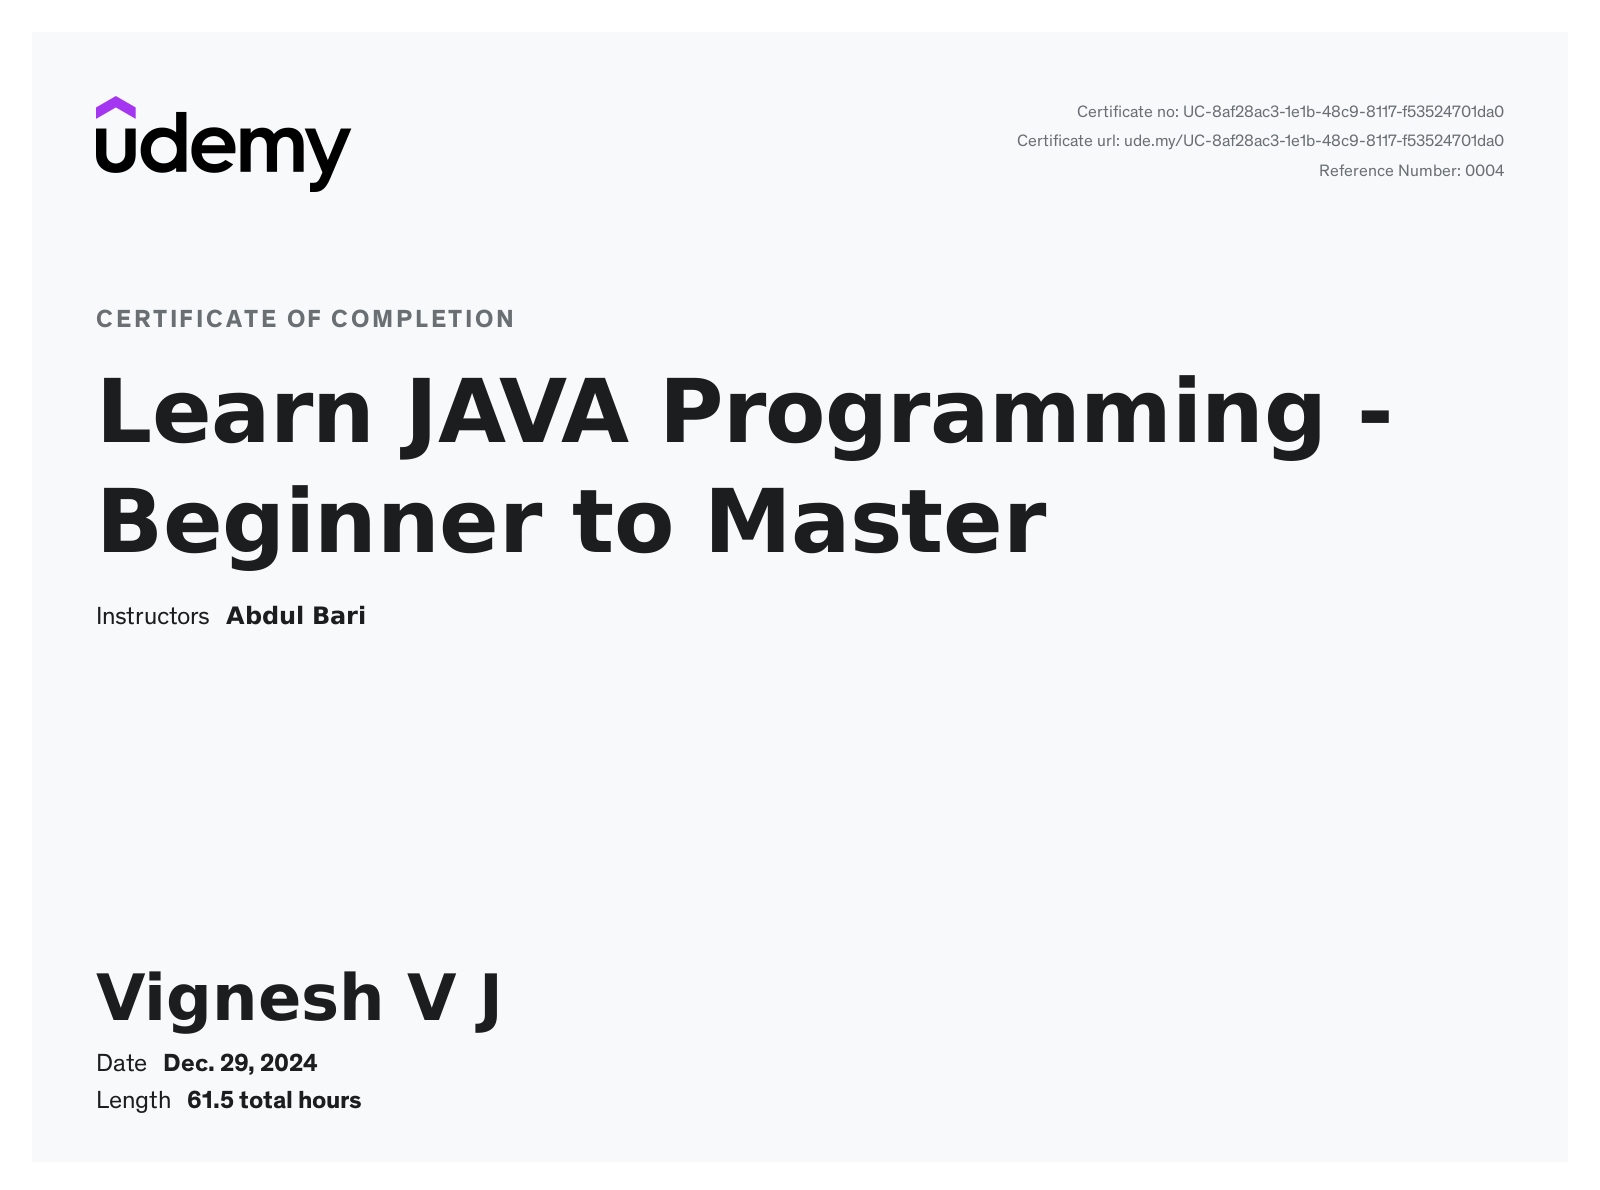 udemy
Certificate no: UC-8af28ac3-1e1b-48c9-8117-f53524701da0
Certificate url: ude.my/UC-8af28ac3-1e1b-48c9-8117-f53524701da0
Reference Number: 0004
CERTIFICATE OF COMPLETION
Learn JAVA Programming -
Beginner to Master
Instructors Abdul Bari
Vignesh V J
Date Dec. 29, 2024
Length 61.5 total hours